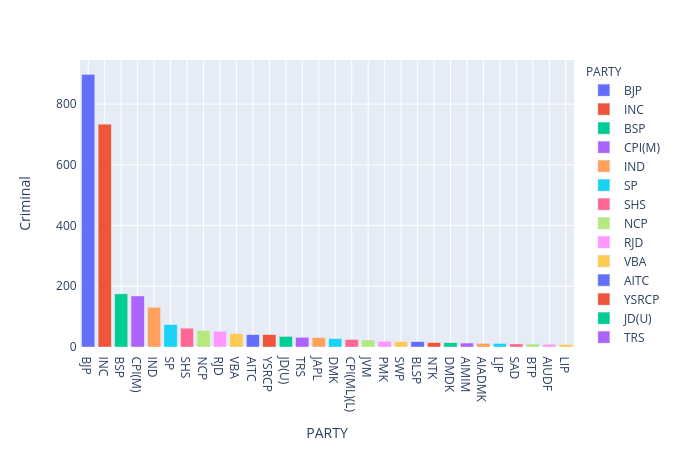 800
600
400
200
0
Criminal
BJP
INC
BSP
CPI(M)
IND
SP
SHS
NCP
RJD
VBA
AITC
YSRCP
JD(U)
TRS
JAPL
DMK
CPI(ML)(L)
JVM
PMK
SWP
BLSP
NTK
DMDK
AIMIM
AIADMK
LJP
SAD
BTP
AIUDF
LIP
PARTY
PARTY
BJP
INC
BSP
CPI(M)
IND
SP
SHS
NCP
RJD
VBA
AITC
YSRCP
JD(U)
TRS